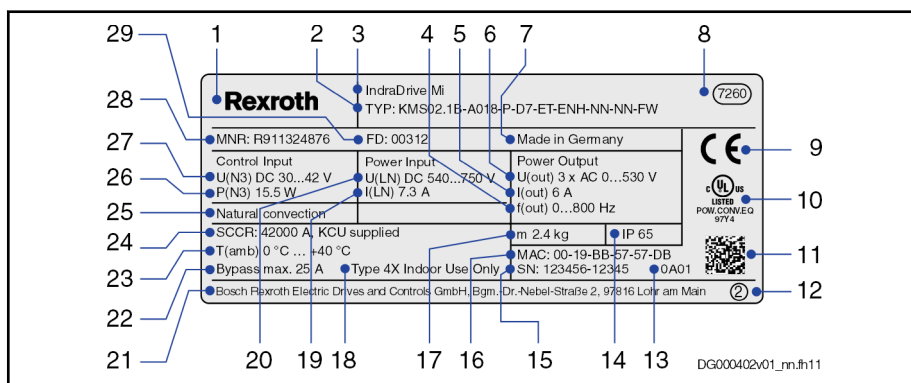 29 1 2 3 4 5 6 7 8
Rexroth
IndraDrive Mi
TYP: KMS02.1B-A018-P-D7-ET-ENH-NN-NN-FW
7260
28
MNR: R911324876
FD: 00312
Made in Germany
27
Control Input
Power Input
Power Output
U(N3) DC 30...42 V
U(LN) DC 540...750 V
U(out) 3 x AC 0...530 V
9
26
P(N3) 15.5 W
I(LN) 7.3 A
I(out) 6 A
f(out) 0...800 Hz
C UL US
LISTED
POW.CONV.EQ
97Y4
10
25
Natural convection
24
SCCR: 42000 A, KCU supplied
m 2.4 kg
IP 65
23
T(amb) 0 °C ... +40 °C
MAC: 00-19-BB-57-57-DB
11
22
Bypass max. 25 A
Type 4X Indoor Use Only
SN: 123456-12345
0A01
21
Bosch Rexroth Electric Drives and Controls GmbH, Bgm.-Dr.-Nebel-Straße 2, 97816 Lohr am Main
2
12
20 19 18 17 16 15 14 13
DG000402v01_nn.fh11